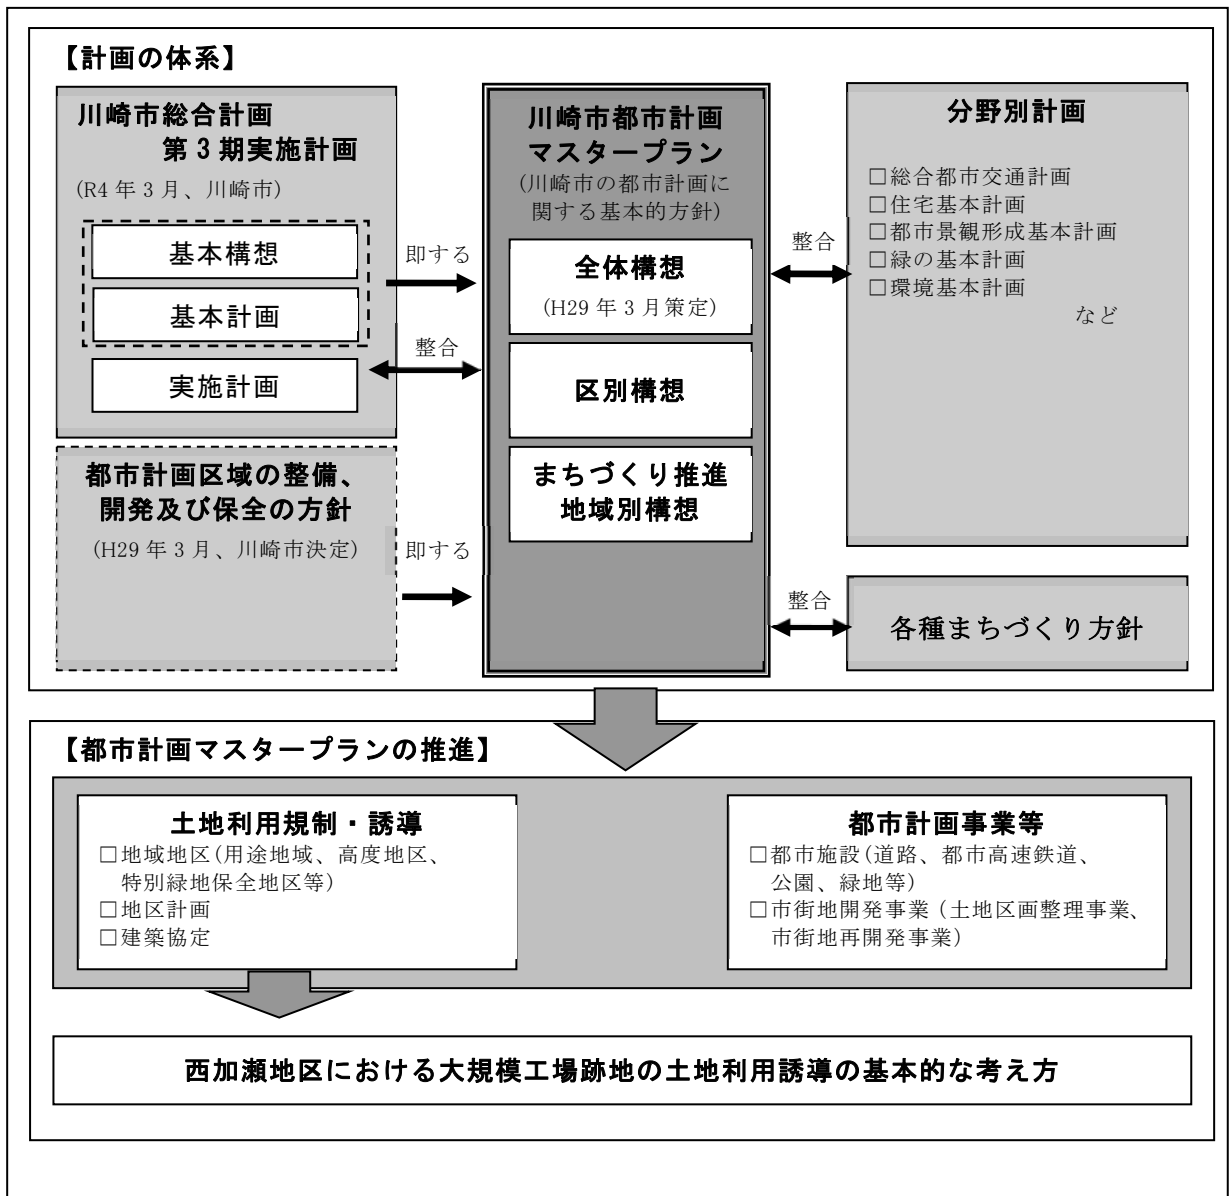 【計画の体系】
川崎市総合計画
第3期実施計画
(R4年3月、川崎市)
基本構想
基本計画
実施計画
都市計画区域の整備、
開発及び保全の方針
(H29年3月、川崎市決定)
即する
整合
即する
川崎市都市計画
マスタープラン
(川崎市の都市計画に
関する基本的方針)
全体構想
(H29年3月策定)
区別構想
まちづくり推進
地域別構想
整合
整合
分野別計画
□総合都市交通計画
□住宅基本計画
□都市景観形成基本計画
□緑の基本計画
□環境基本計画
など
各種まちづくり方針
【都市計画マスタープランの推進】
土地利用規制・誘導
□地域地区(用途地域、高度地区、
特別緑地保全地区等)
□地区計画
□建築協定
都市計画事業等
□都市施設(道路、都市高速鉄道、
公園、緑地等)
□市街地開発事業(土地区画整理事業、
市街地再開発事業)
西加瀬地区における大規模工場跡地の土地利用誘導の基本的な考え方